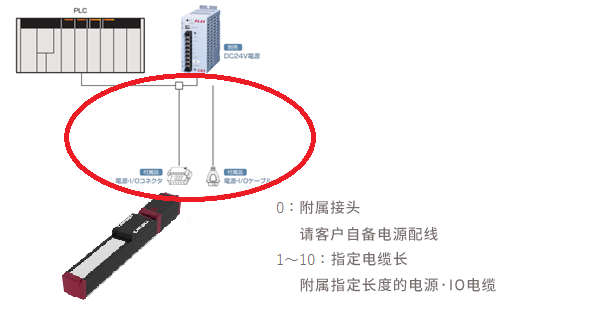 PLC
別売
DC24V電源
付属品
電源・I/Oコネクタ
付属品
電源・I/Oケーブル
0：附属接头
请客户自备电源配线
1～10：指定电缆长
附属指定长度的电源·IO电缆